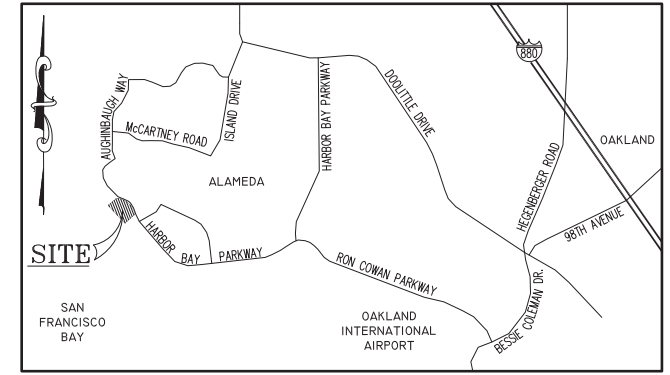 880
AUGHINBAUGH WAY
McCARTNEY ROAD
ISLAND DRIVE
HARBOR BAY PARKWAY
DOOLITTLE DRIVE
HEGENBERGER ROAD
OAKLAND
ALAMEDA
98TH AVENUE
SITE
HARBOR
BAY
PARKWAY
RON COWAN PARKWAY
BESSIE COLEMAN DR.
SAN
FRANCISCO
BAY
OAKLAND
INTERNATIONAL
AIRPORT